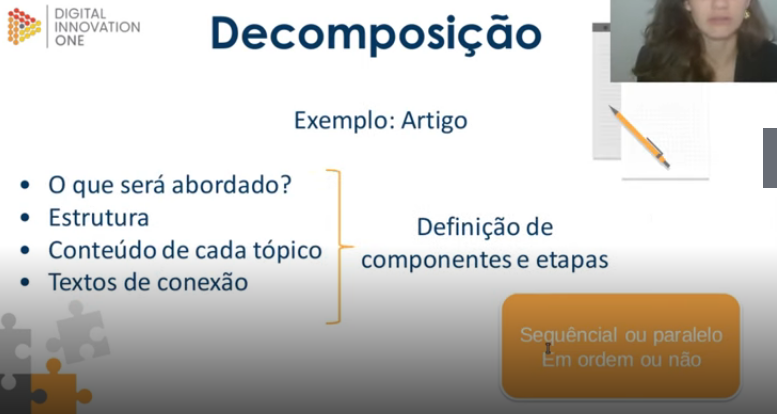 DIGITAL
INNOVATION
ONE
Decomposição
Exemplo: Artigo
• O que será abordado?
• Estrutura
• Conteúdo de cada tópico
• Textos de conexão
Definição de
componentes e etapas
Sequêncial ou paralelo
Em ordem ou não